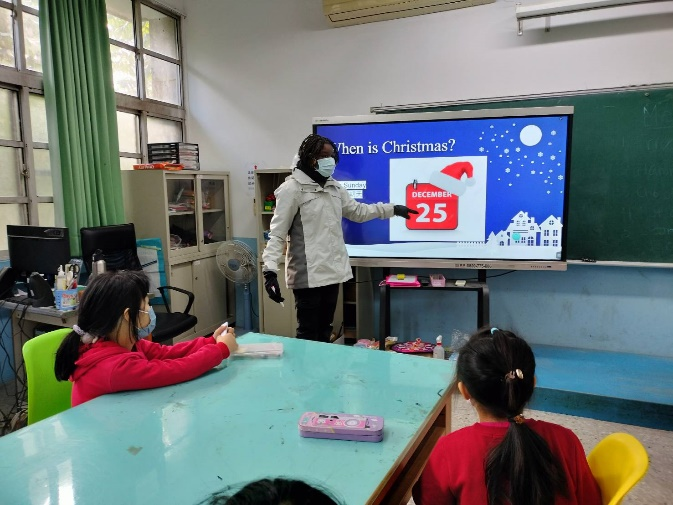 When is Christmas?
Sunday
DECEMBER
25